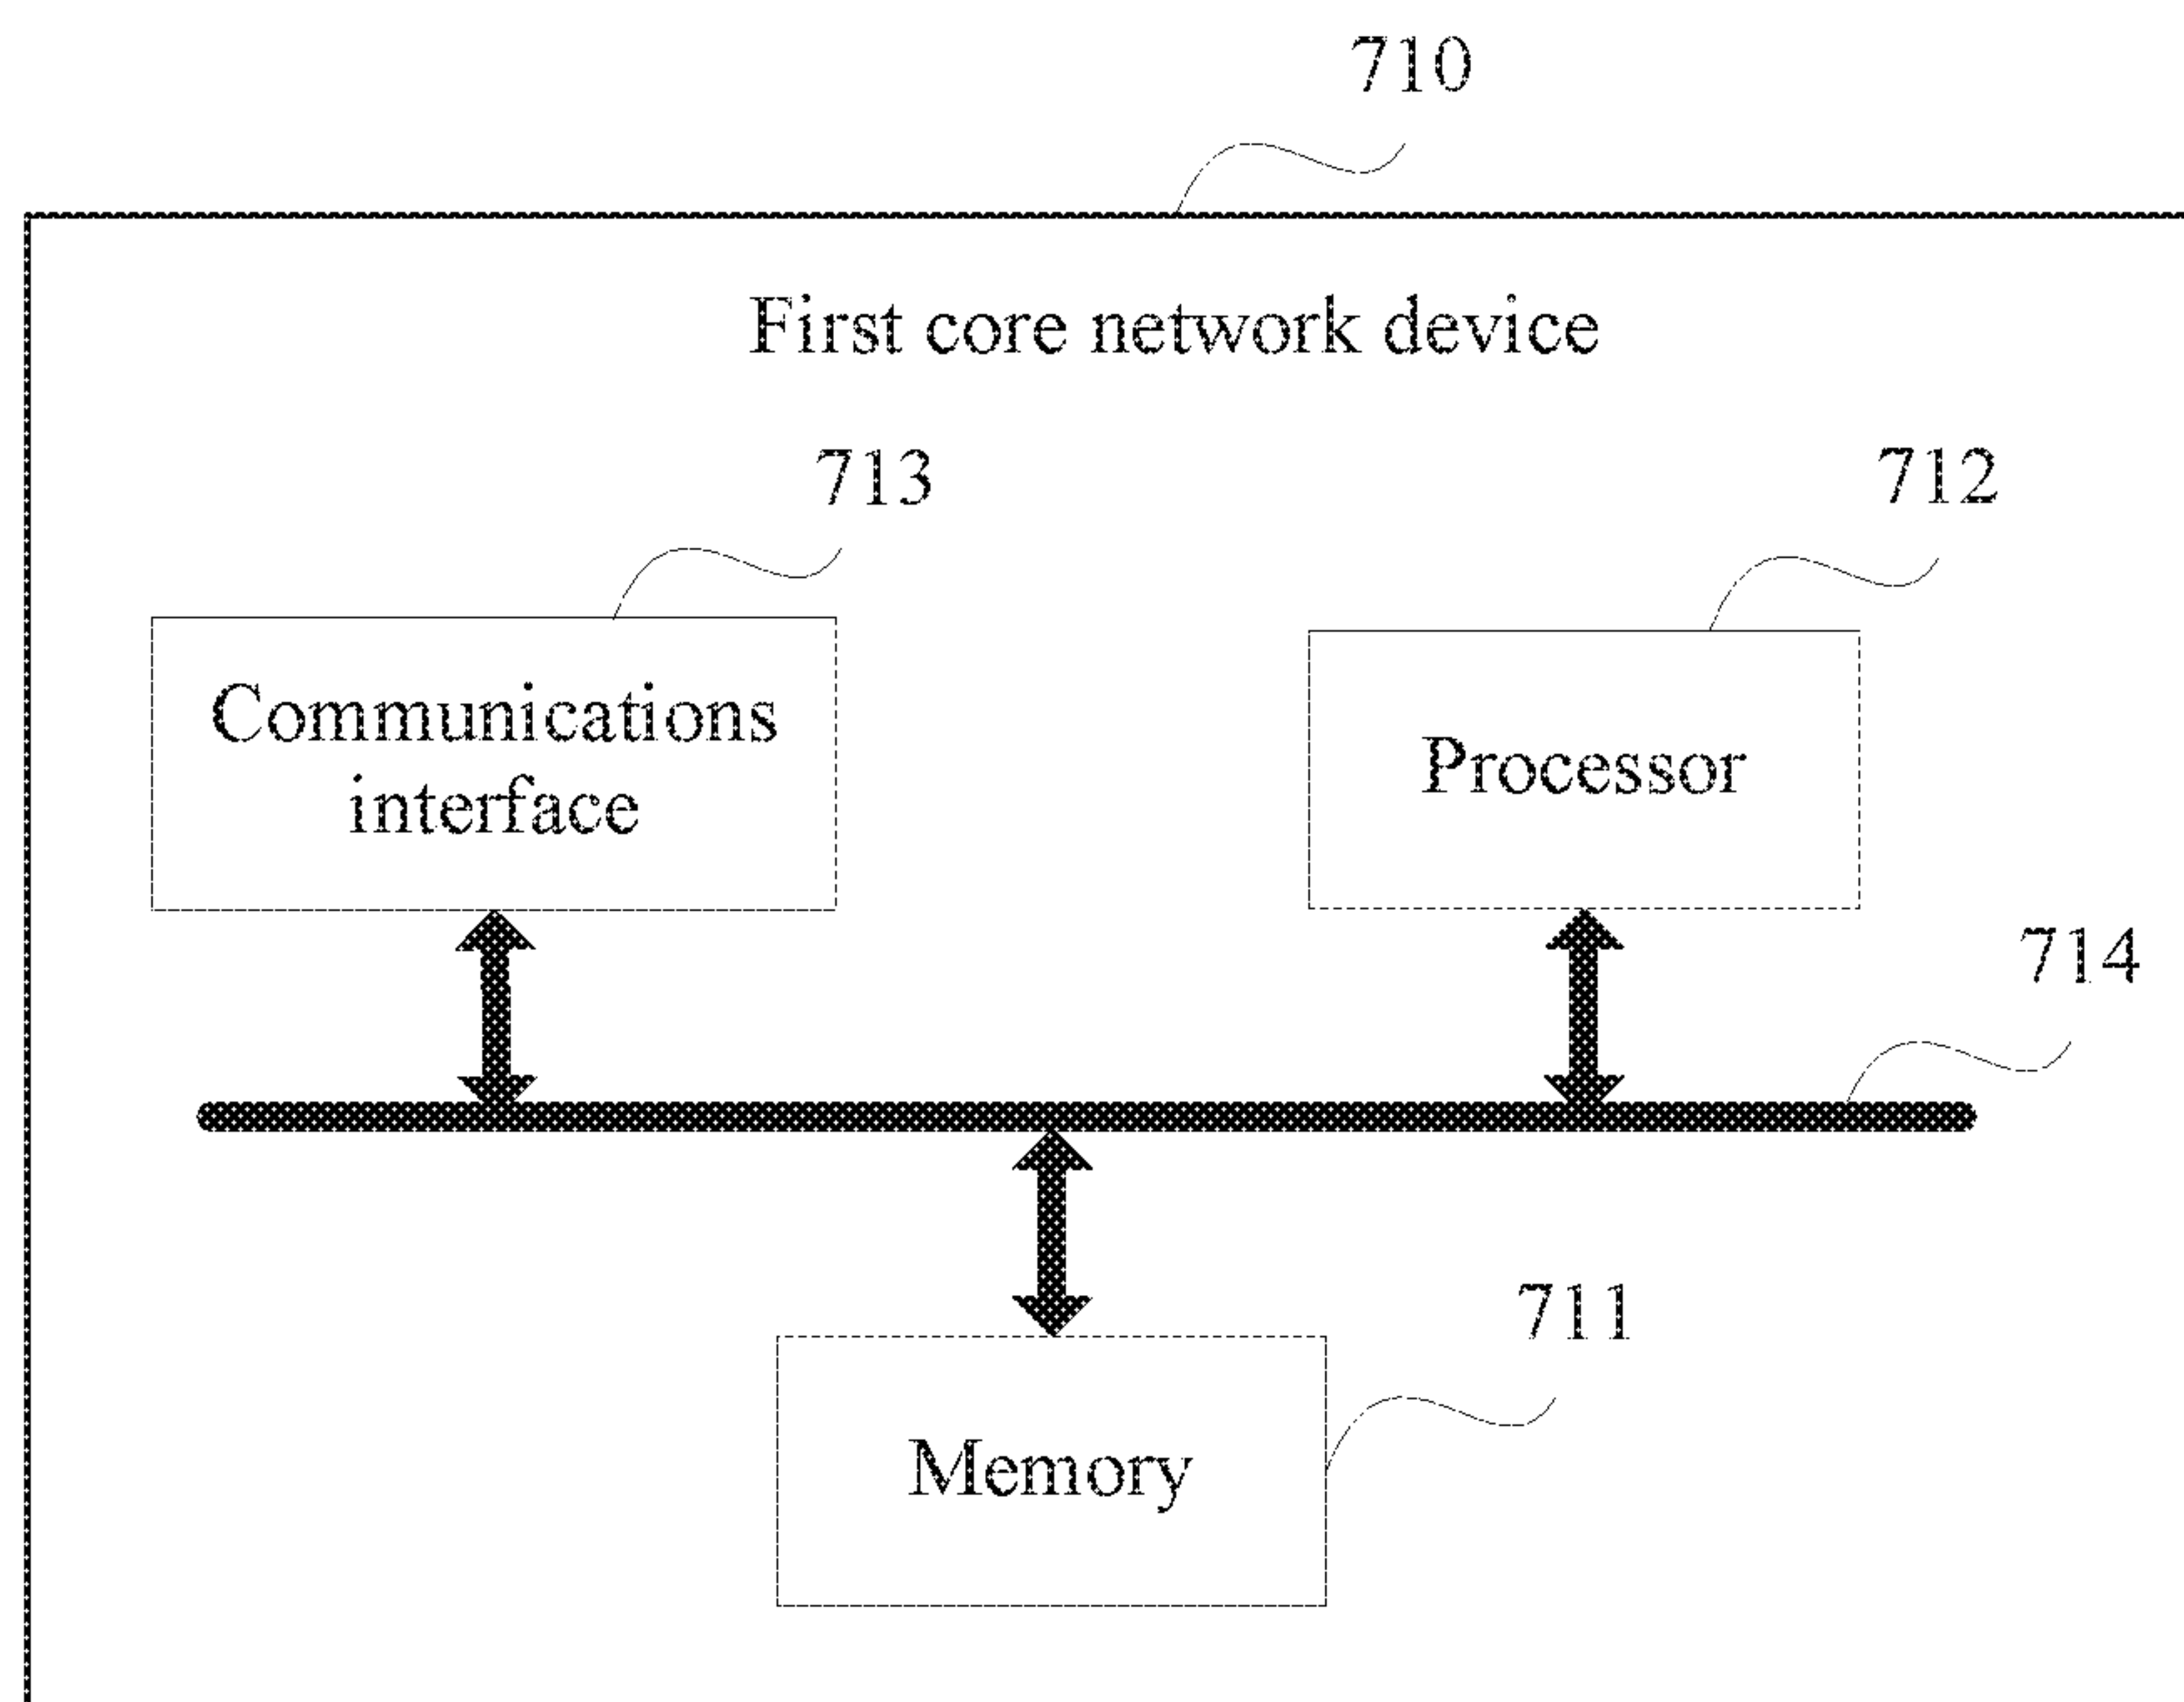 710
First core network device
713
712
Communications
interface
Processor
714
711
Memory